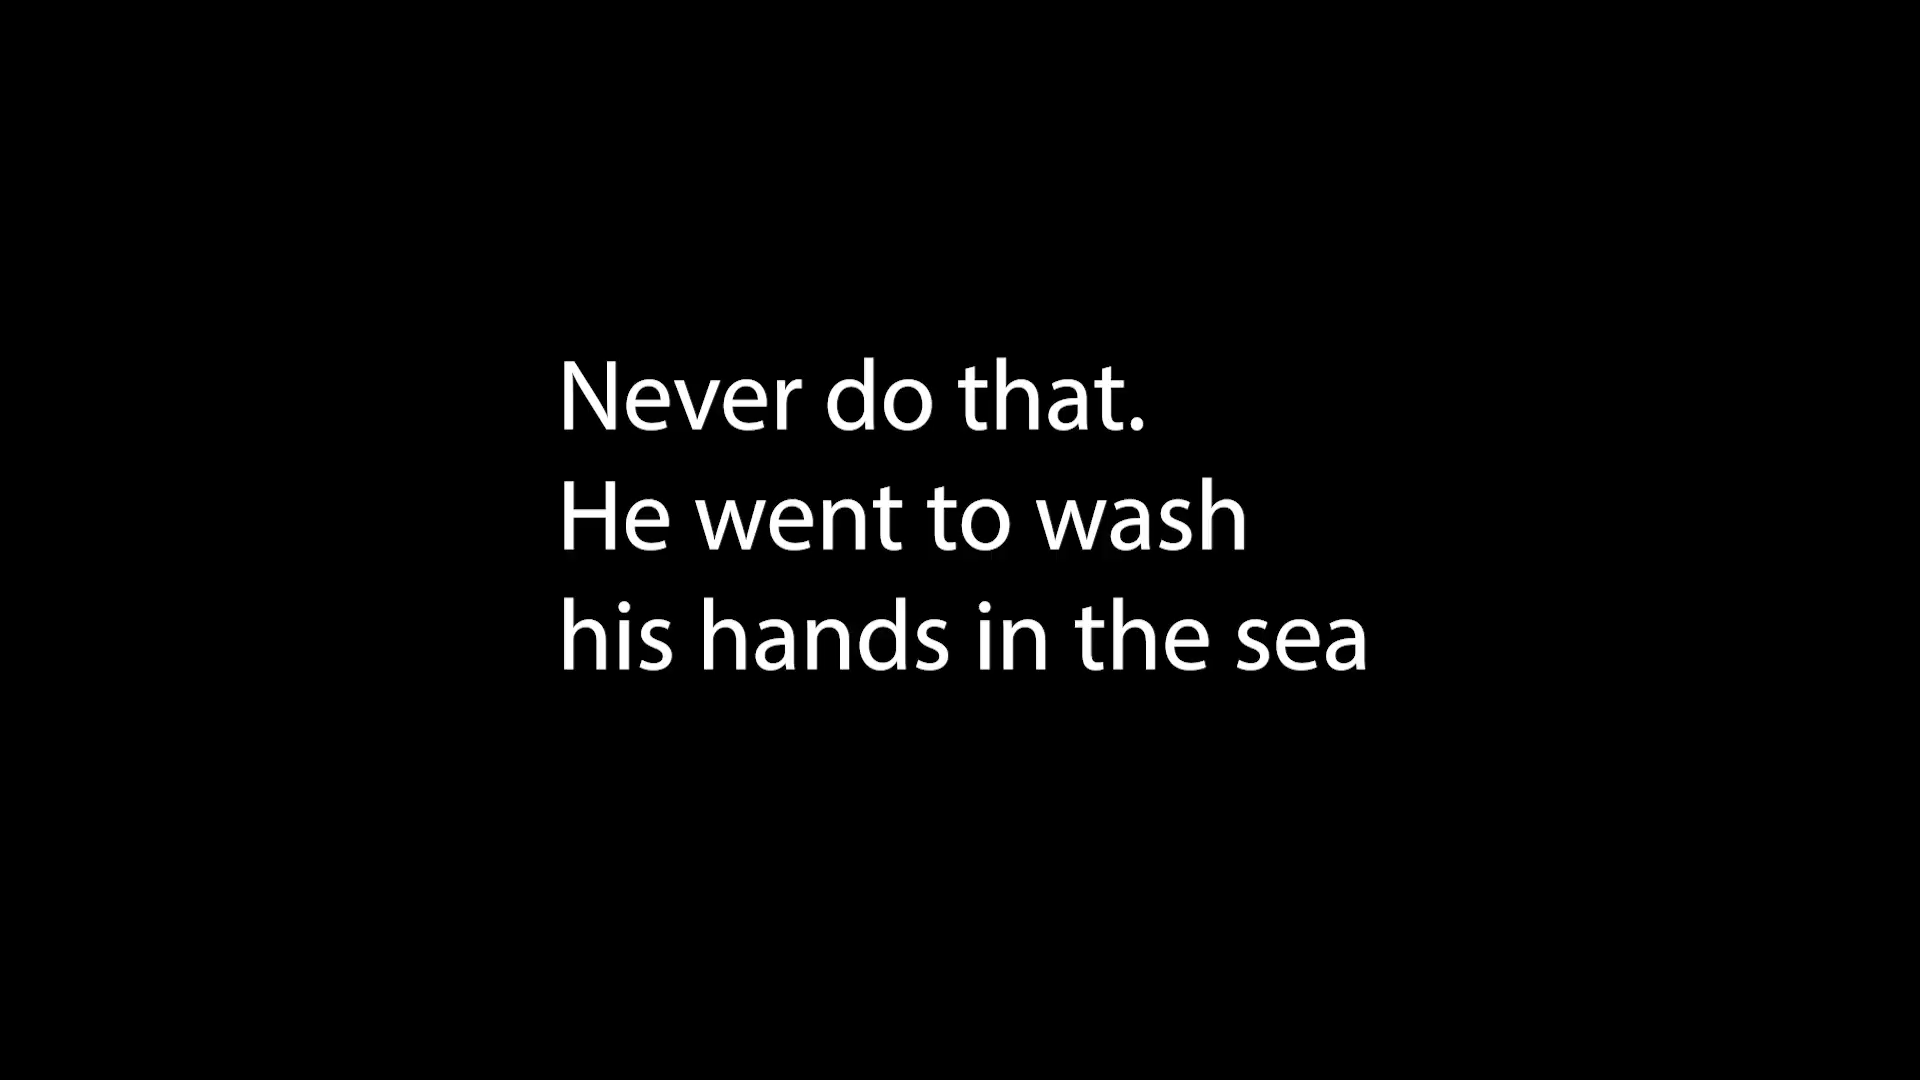 Never do that.
He went to wash
his hands in the sea